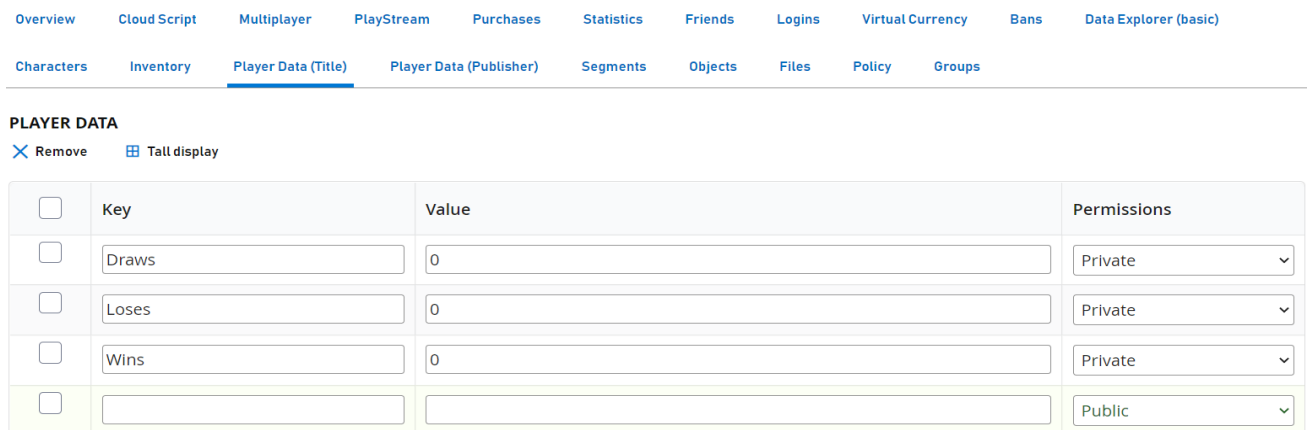 Overview Cloud Script Multiplayer PlayStream Purchases Statistics Friends Logins Virtual Currency Bans Data Explorer (basic)
Characters Inventory Player Data (Title) Player Data (Publisher) Segments Objects Files Policy Groups
PLAYER DATA
Remove Tall display
Key Value Permissions
Draws 0 Private
Loses 0 Private
Wins 0 Private
Public